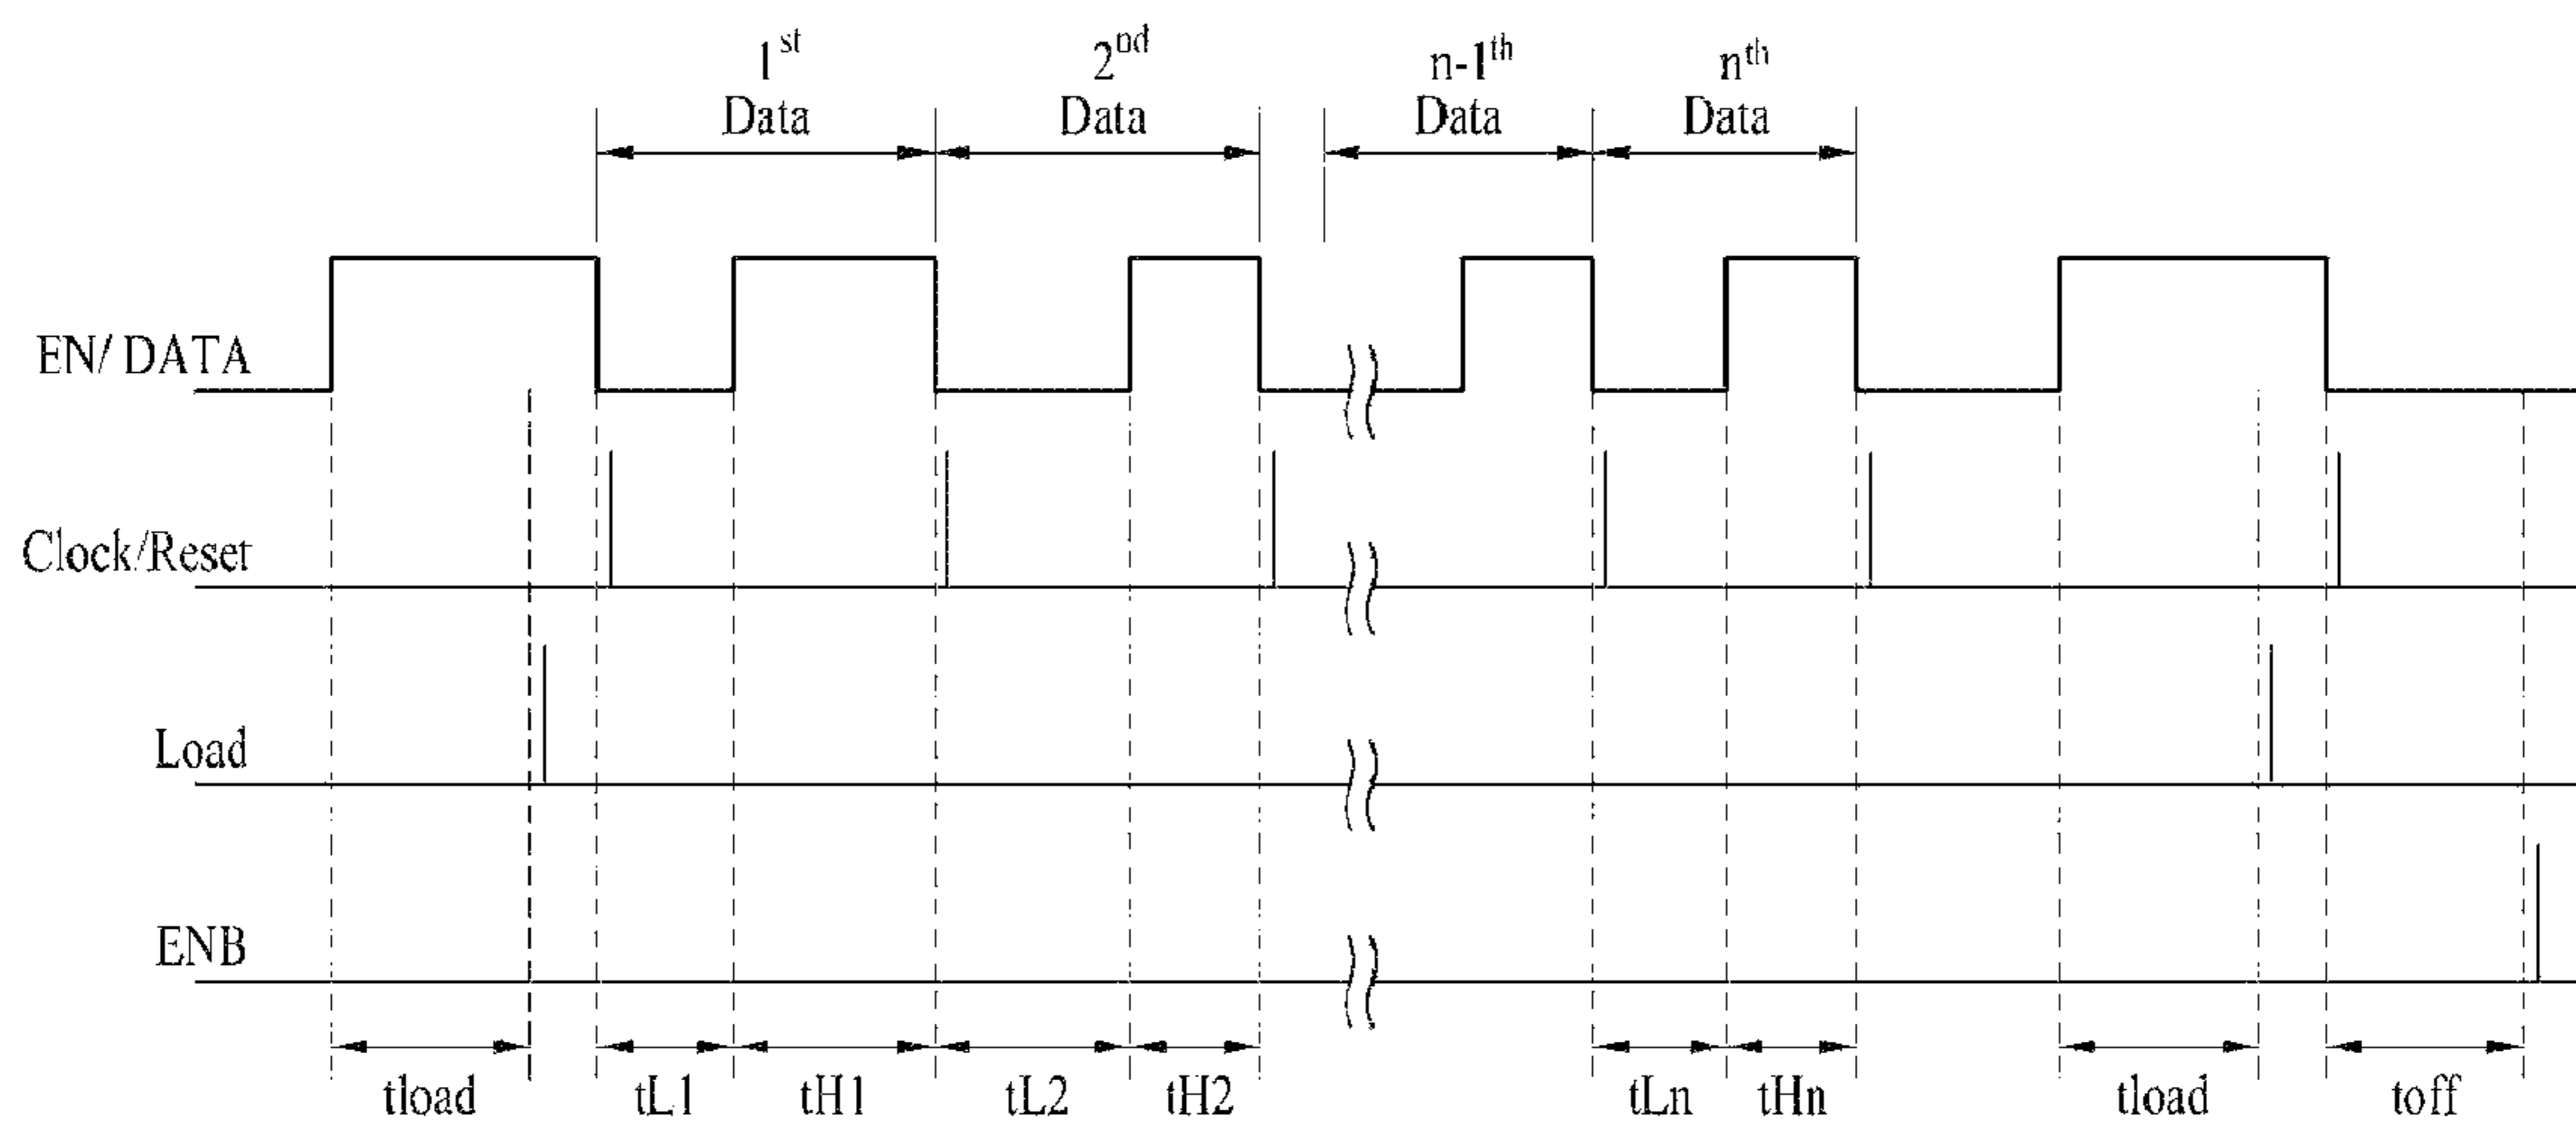 1st 2nd n-1th nth
Data Data Data Data
EN/ DATA
Clock/Reset
Load
ENB
tload tL1 tH1 tL2 tH2 tLn tHn tload toff